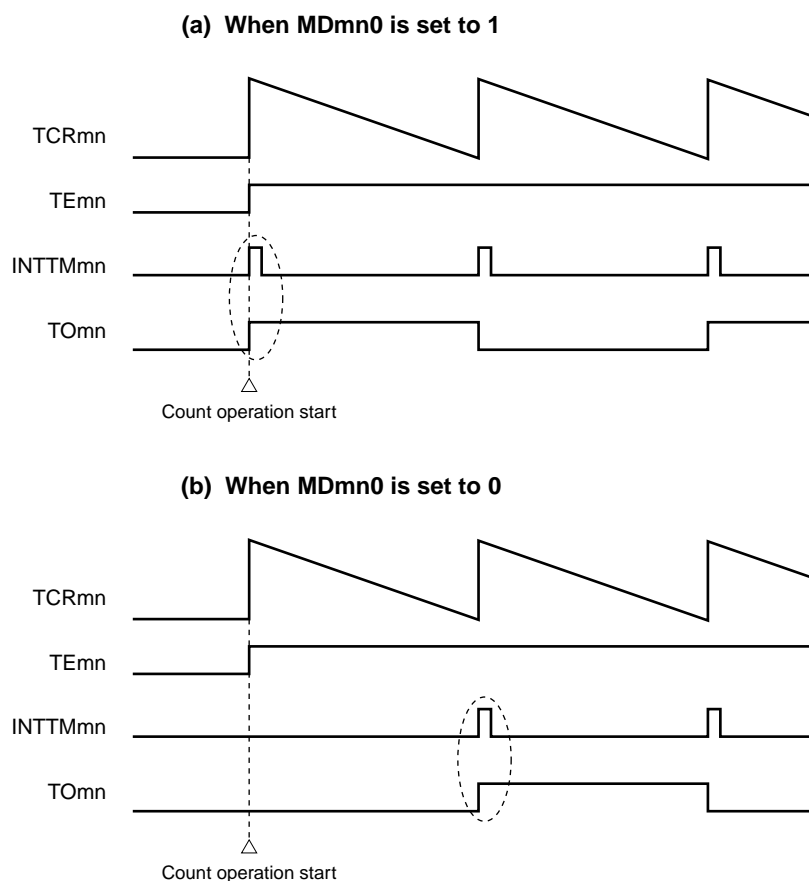 (a) When MDmn0 is set to 1
TCRmn
TEmn
INTTMmn
TOmn
Count operation start
(b) When MDmn0 is set to 0
TCRmn
TEmn
INTTMmn
TOmn
Count operation start